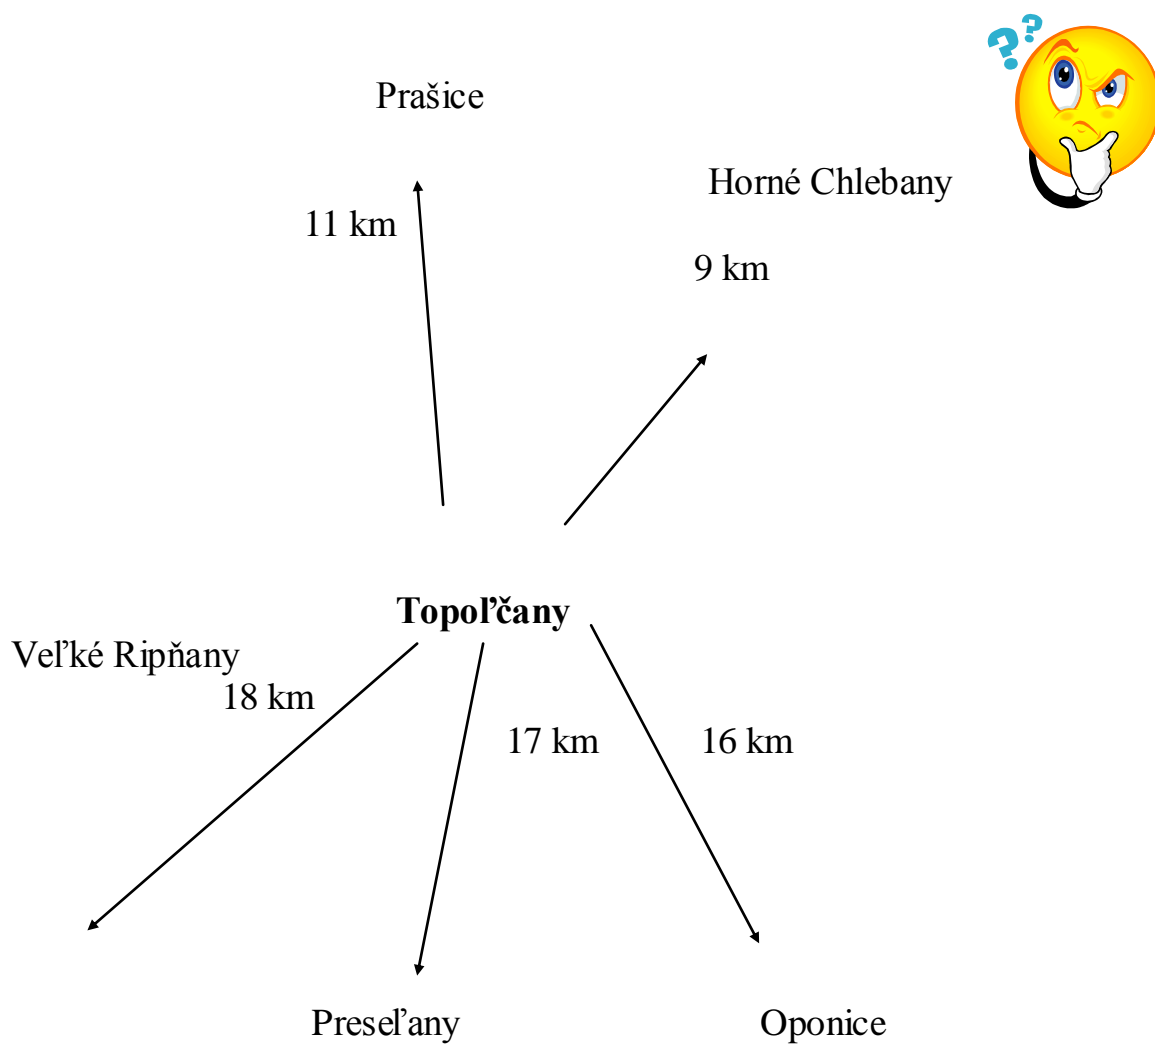 ??
Prašice
Horné Chlebany
11 km
9 km
Topoľčany
Veľké Ripňany
18 km
17 km
16 km
Preseľany
Oponice